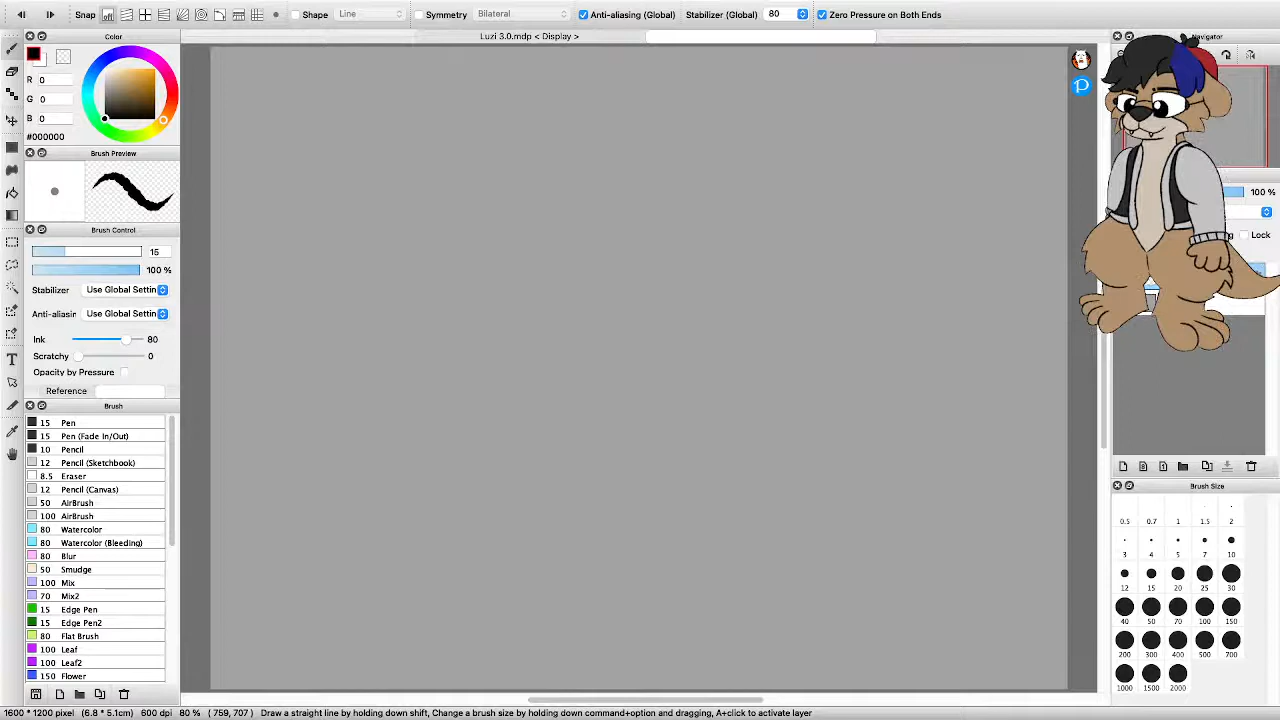 Snap
Shape
Line
Symmetry
Bilateral
Anti-aliasing (Global)
Stabilizer (Global)
80
Zero Pressure on Both Ends
Color
Luzi 3.0.mdp < Display >
Navigator
R 0
G 0
B 0
#000000
Brush Preview
100 %
Lock
Brush Control
15
100 %
Stabilizer
Use Global Settin
Anti-aliasin
Use Global Settin
Ink
80
Scratchy
0
Opacity by Pressure
Reference
Brush
15 Pen
15 Pen (Fade In/Out)
10 Pencil
12 Pencil (Sketchbook)
8.5 Eraser
12 Pencil (Canvas)
50 AirBrush
100 AirBrush
80 Watercolor
80 Watercolor (Bleeding)
80 Blur
50 Smudge
100 Mix
70 Mix2
15 Edge Pen
15 Edge Pen2
80 Flat Brush
100 Leaf
100 Leaf2
150 Flower
Brush Size
0.5 0.7 1 1.5 2
3 4 5 7 10
12 15 20 25 30
40 50 70 100 150
200 300 400 500 700
1000 1500 2000
1600 * 1200 pixel (6.8 * 5.1cm) 600 dpi 80 % ( 759, 707 ) Draw a straight line by holding down shift, Change a brush size by holding down command+option and dragging, A+click to activate layer